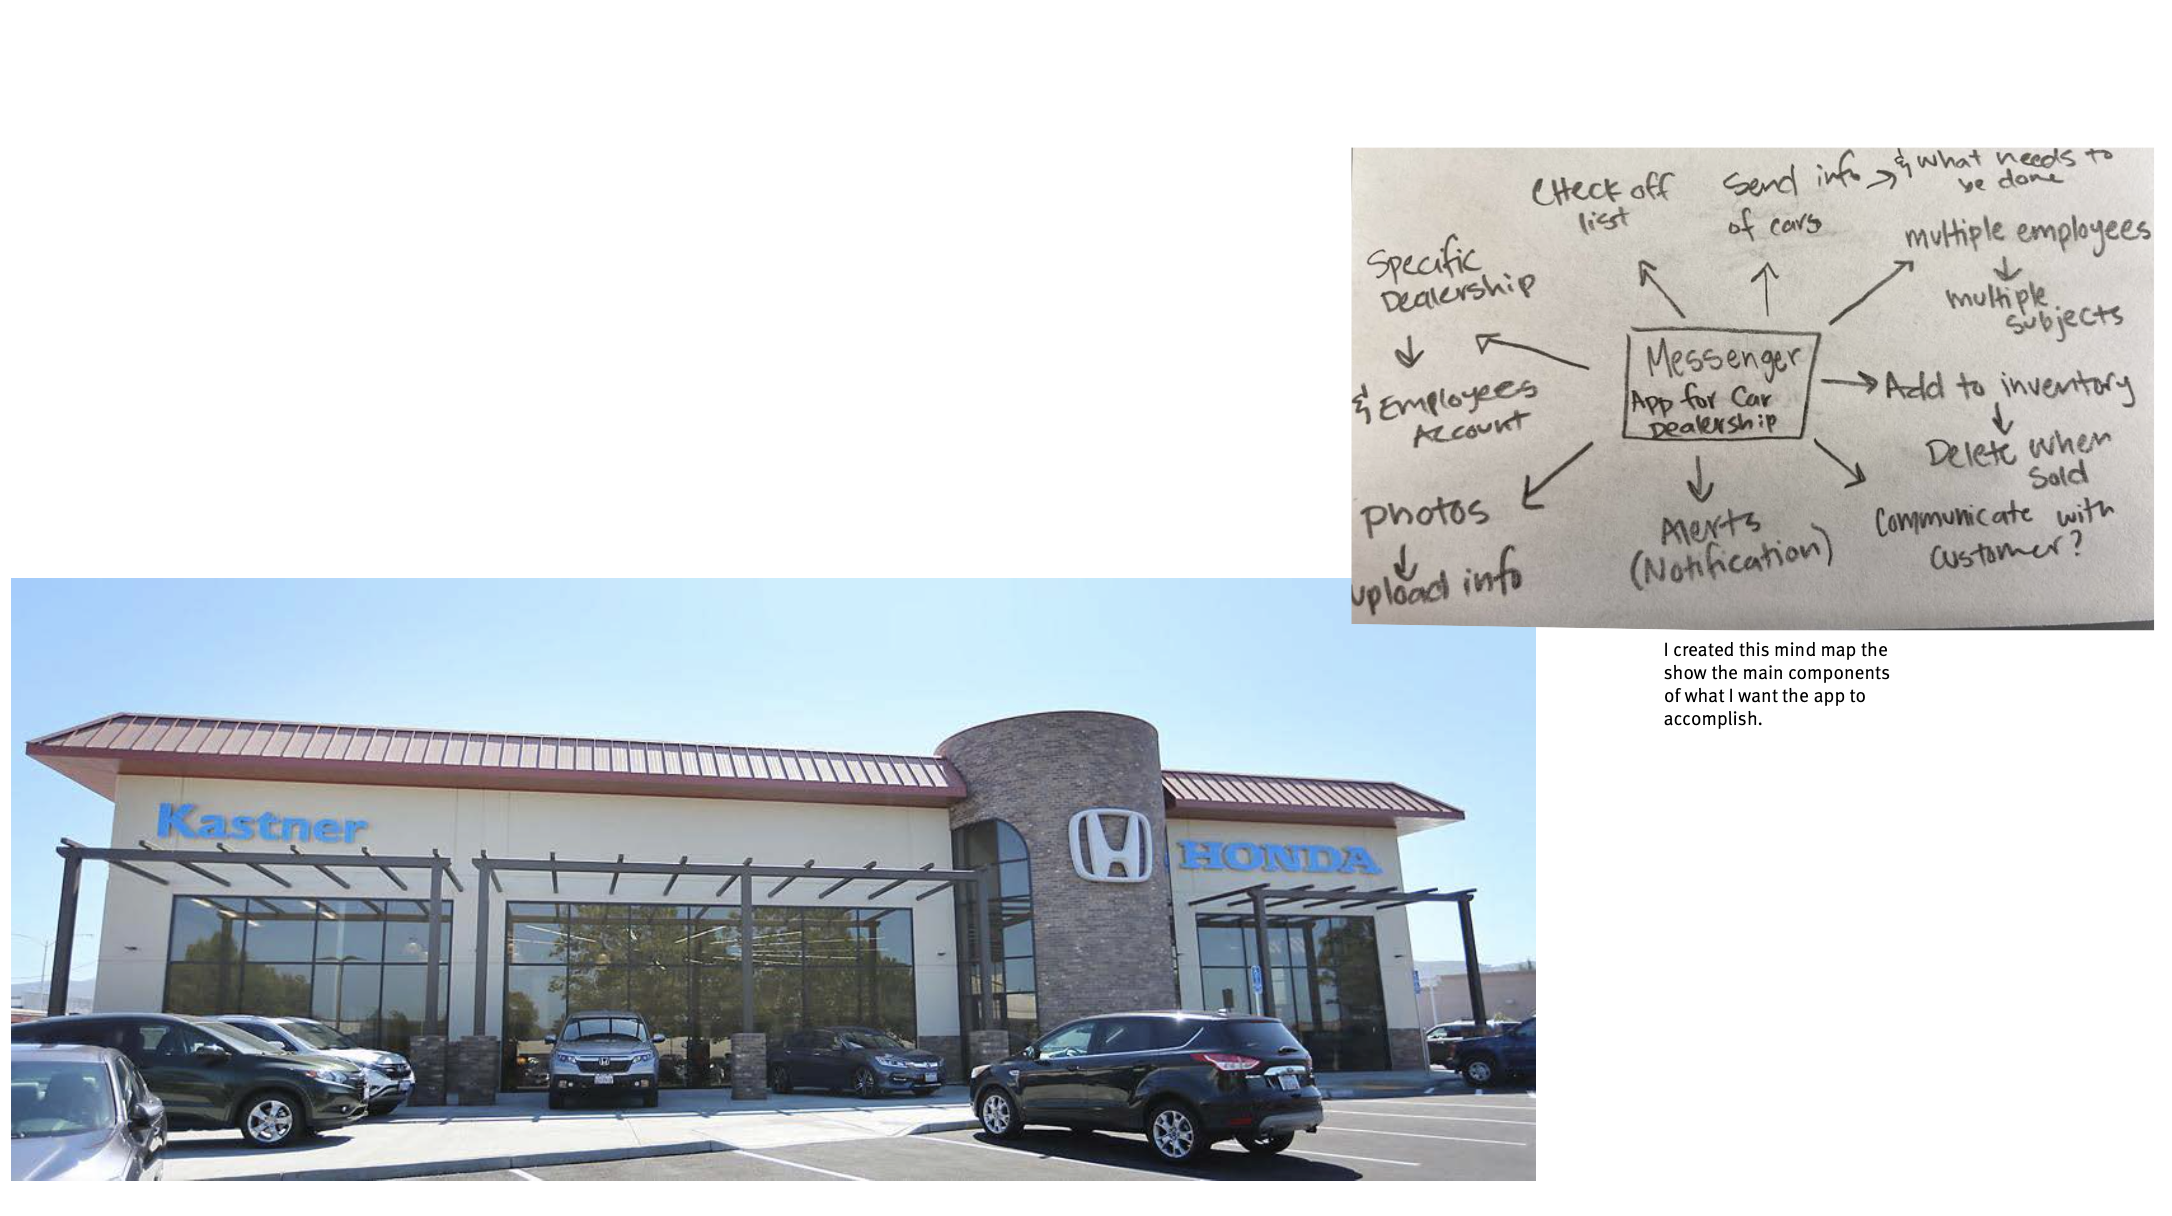 CHeck off
list
Send info → & what needs to
be done
of cars
multiple employees
↓
multiple
subjects
Specific
Dealership
↓
& Employees
Account
Messenger
App for Car
Dealership
Add to inventory
↓
Delete when
Sold
photos
↓
upload info
Alerts
(Notification)
Communicate with
customer?
I created this mind map the
show the main components
of what I want the app to
accomplish.
Kastner
HONDA